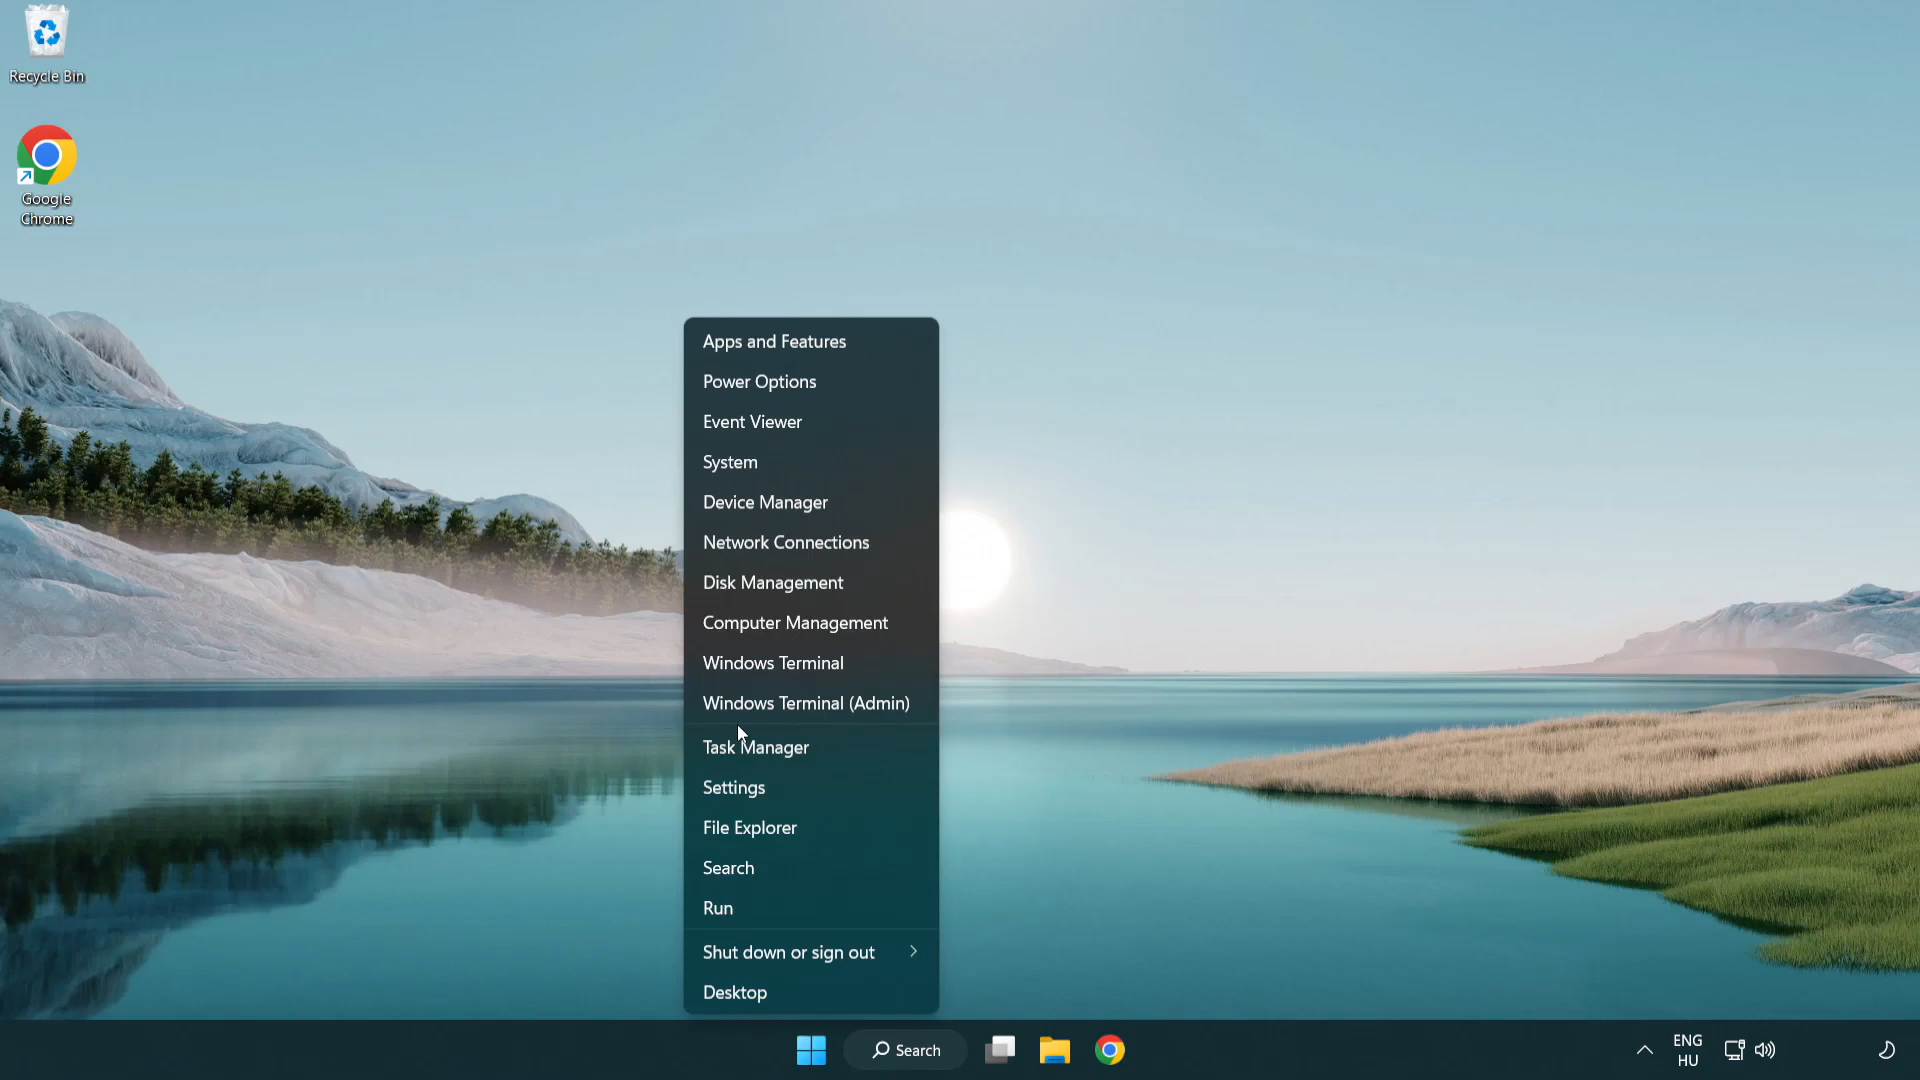 Recycle Bin
Google
Chrome
Apps and Features
Power Options
Event Viewer
System
Device Manager
Network Connections
Disk Management
Computer Management
Windows Terminal
Windows Terminal (Admin)
Task Manager
Settings
File Explorer
Search
Run
Shut down or sign out
Desktop
Search
ENG
HU